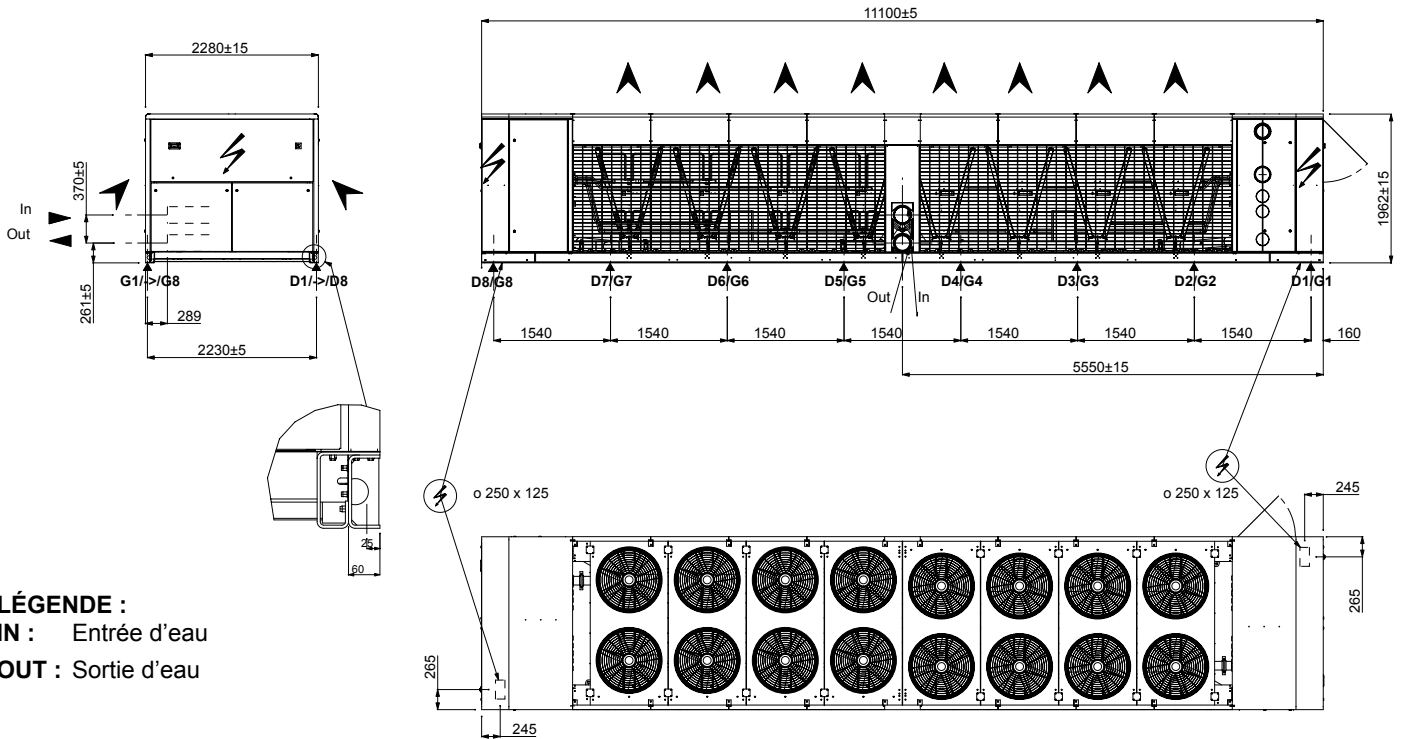 11100±5
2280±15
370±5
In
Out
261±5
G1/->/G8
D1/->/D8
289
2230±5
1962±15
D8/G8
D7/G7
D6/G6
D5/G5
D4/G4
D3/G3
D2/G2
D1/G1
Out
In
1540
1540
1540
1540
1540
1540
1540
160
5550±15
25
60
o 250 x 125
o 250 x 125
245
265
265
245
LÉGENDE :
IN : Entrée d’eau
OUT : Sortie d’eau